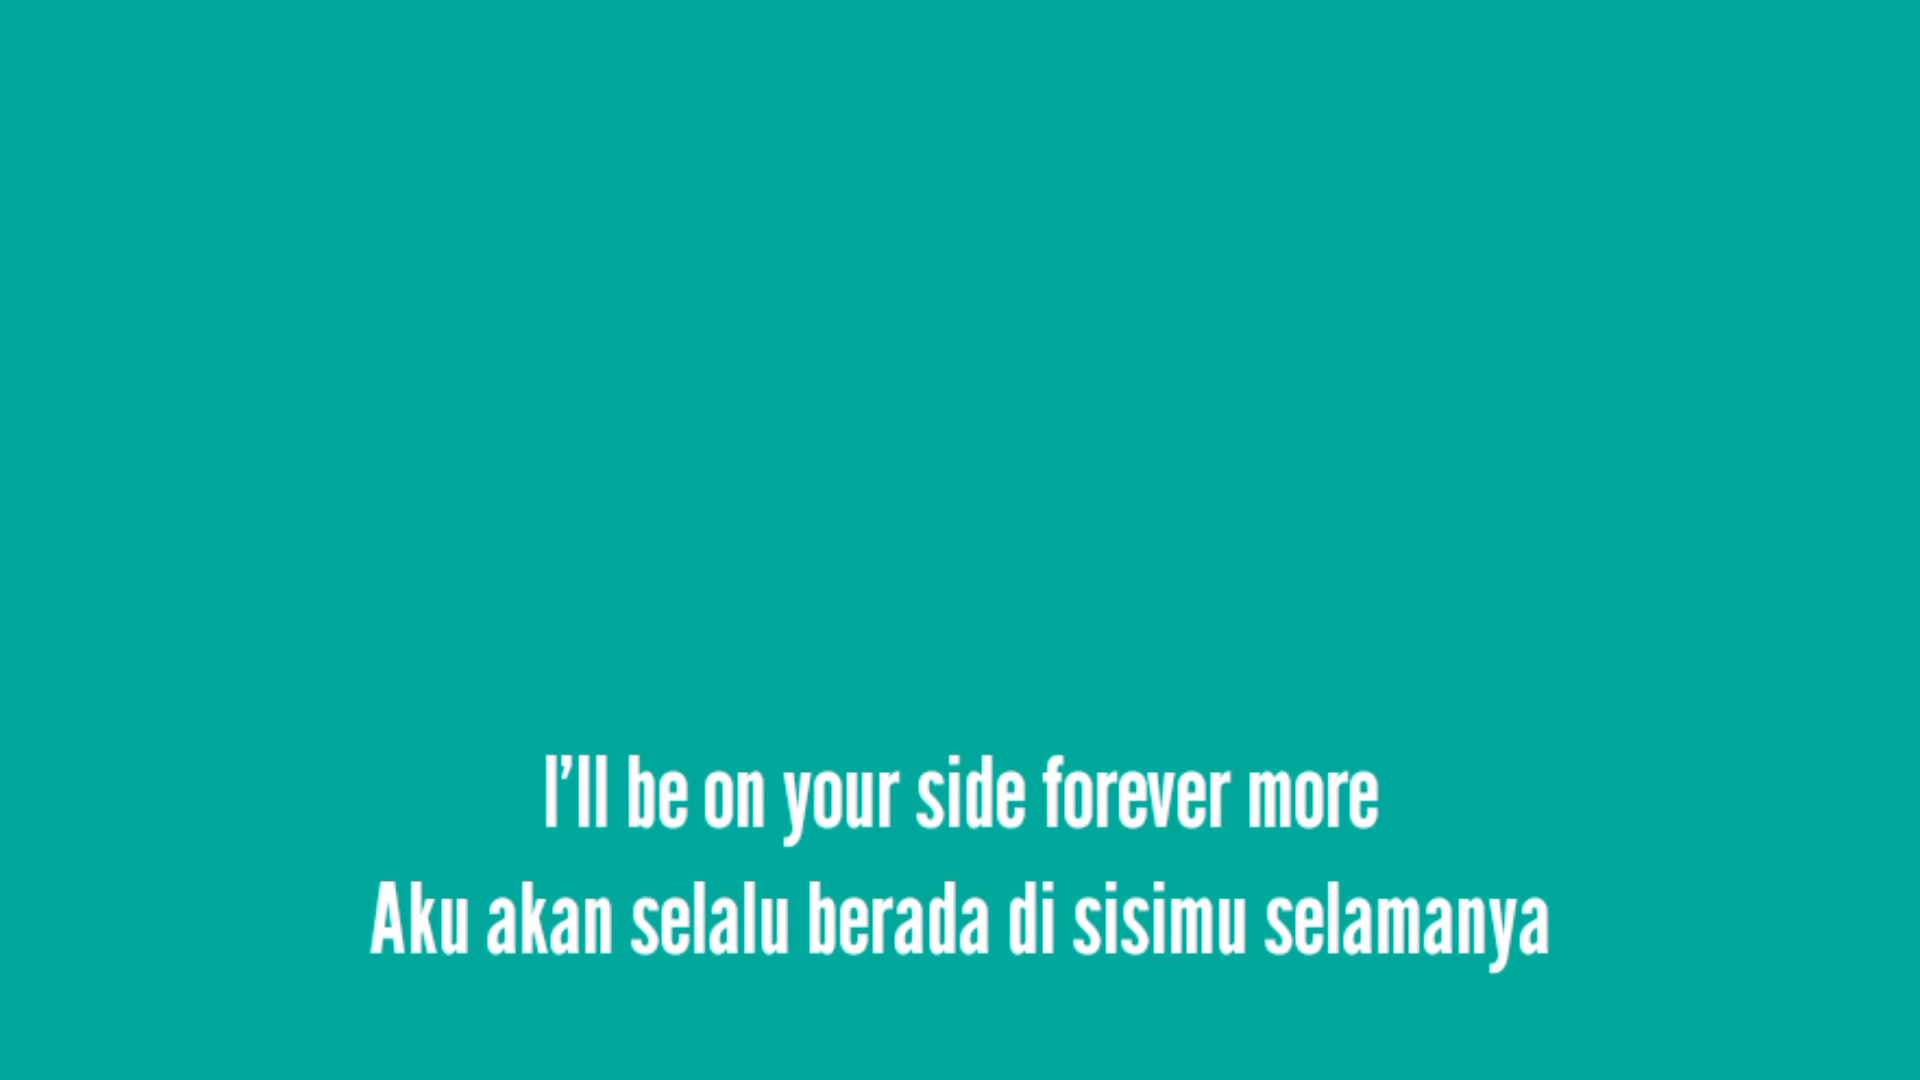 I’ll be on your side forever more
Aku akan selalu berada di sisimu selamanya